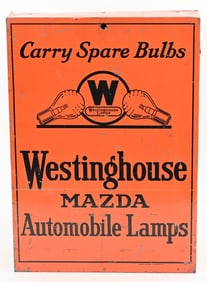 Carry Spare Bulbs
W
Westinghouse
MAZDA
Automobile Lamps